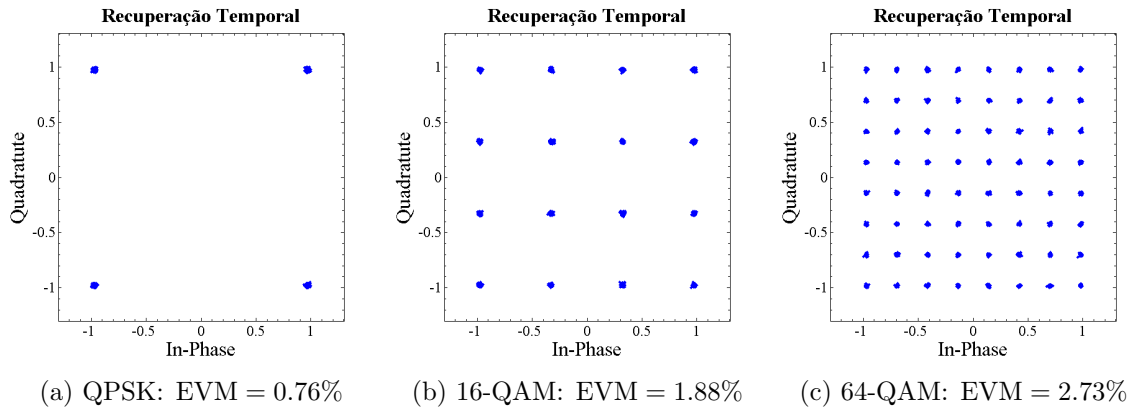 Recuperação Temporal
1
0.5
0
-0.5
-1
Quadratute
-1 -0.5 0 0.5 1
In-Phase
(a) QPSK: EVM = 0.76%
Recuperação Temporal
1
0.5
0
-0.5
-1
Quadratute
-1 -0.5 0 0.5 1
In-Phase
(b) 16-QAM: EVM = 1.88%
Recuperação Temporal
1
0.5
0
-0.5
-1
Quadratute
-1 -0.5 0 0.5 1
In-Phase
(c) 64-QAM: EVM = 2.73%